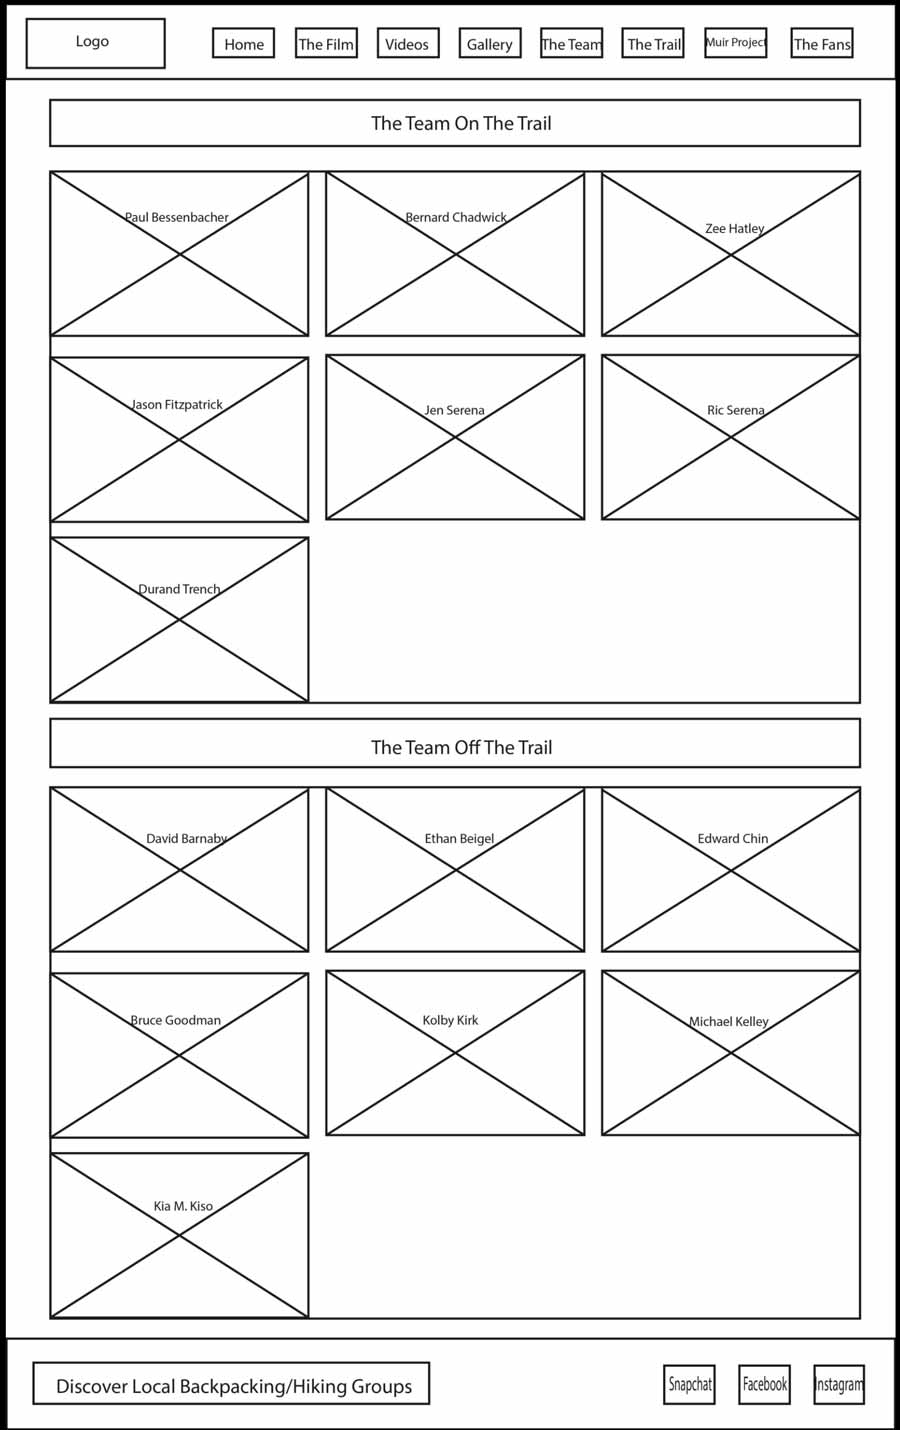 Logo
Home
The Film
Videos
Gallery
The Team
The Trail
Muir Project
The Fans
The Team On The Trail
Paul Bessenbacher
Bernard Chadwick
Zee Hatley
Jason Fitzpatrick
Jen Serena
Ric Serena
Durand Trench
The Team Off The Trail
David Barnaby
Ethan Beigel
Edward Chin
Bruce Goodman
Kolby Kirk
Michael Kelley
Kia M. Kiso
Discover Local Backpacking/Hiking Groups
Snapchat
Facebook
Instagram